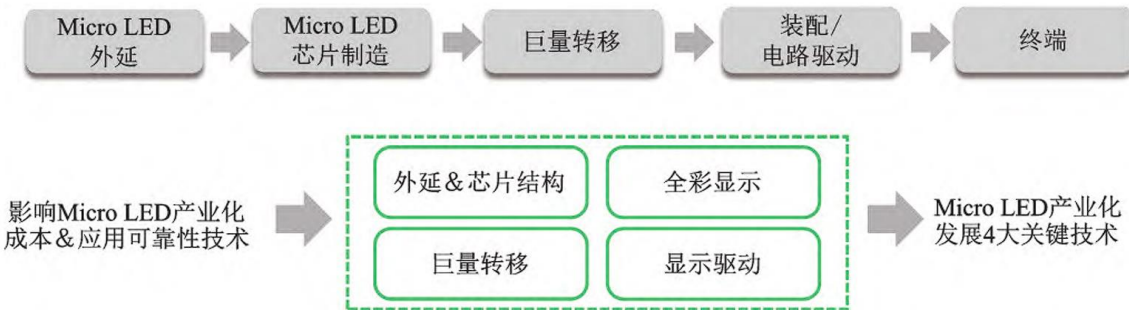 Micro LED
外延
Micro LED
芯片制造
巨量转移
装配/
电路驱动
终端
影响Micro LED产业化
成本&应用可靠性技术
外延&芯片结构
全彩显示
巨量转移
显示驱动
Micro LED产业化
发展4大关键技术